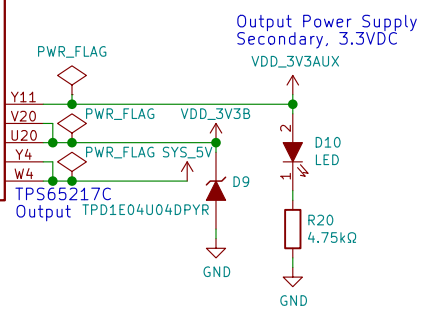 Output Power Supply
Secondary, 3.3VDC
PWR_FLAG
VDD_3V3AUX
Y11
V20
PWR_FLAG
VDD_3V3B
2
U20
D10
LED
Y4
PWR_FLAG
SYS_5V
W4
1
D9
TPS65217C
Output
TPD1E04U04DPYR
R20
4.75kΩ
GND
GND